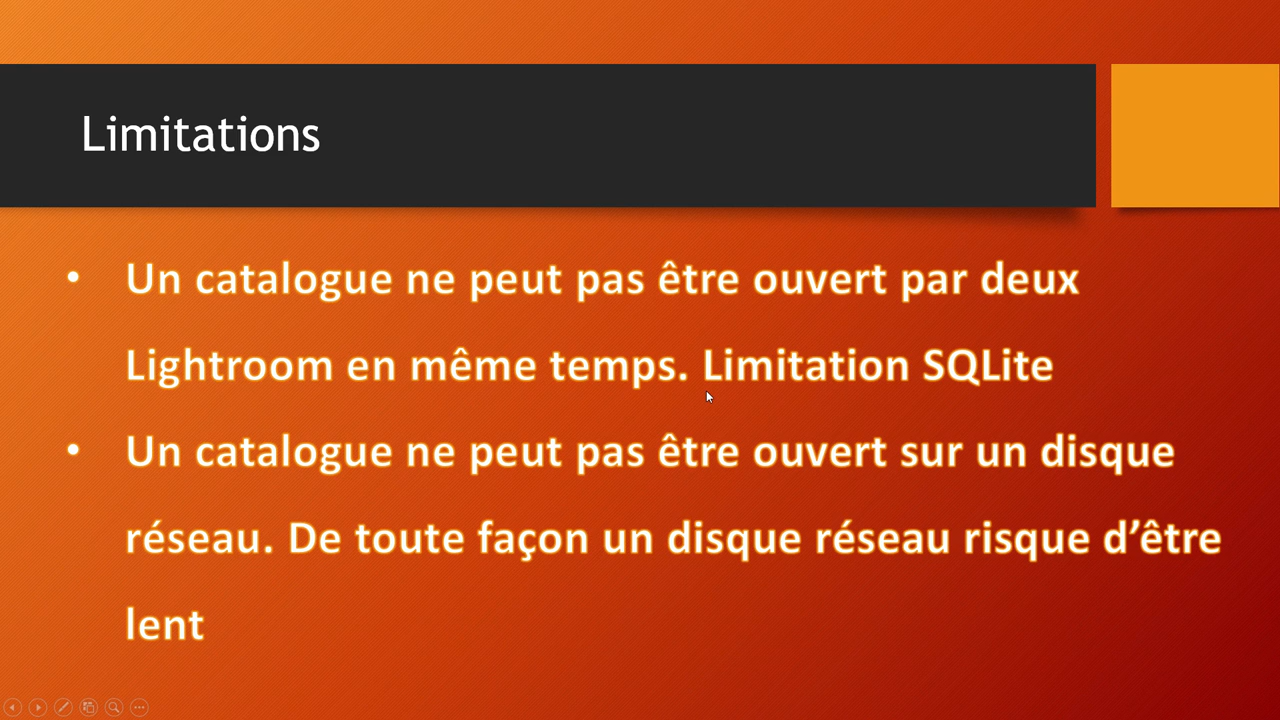 Limitations
• Un catalogue ne peut pas être ouvert par deux
Lightroom en même temps. Limitation SQLite
• Un catalogue ne peut pas être ouvert sur un disque
réseau. De toute façon un disque réseau risque d’être
lent